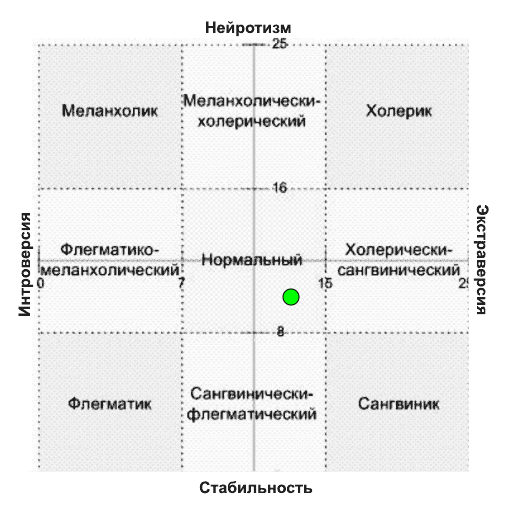 Нейротизм
25
Меланхолик
Меланхолически-
холерический
Холерик
16
Интроверсия
Флегматико-
меланхолический
Нормальный
Холерически-
сангвинический
Экстраверсия
0
7
15
25
8
Флегматик
Сангвинически-
флегматический
Сангвиник
Стабильность